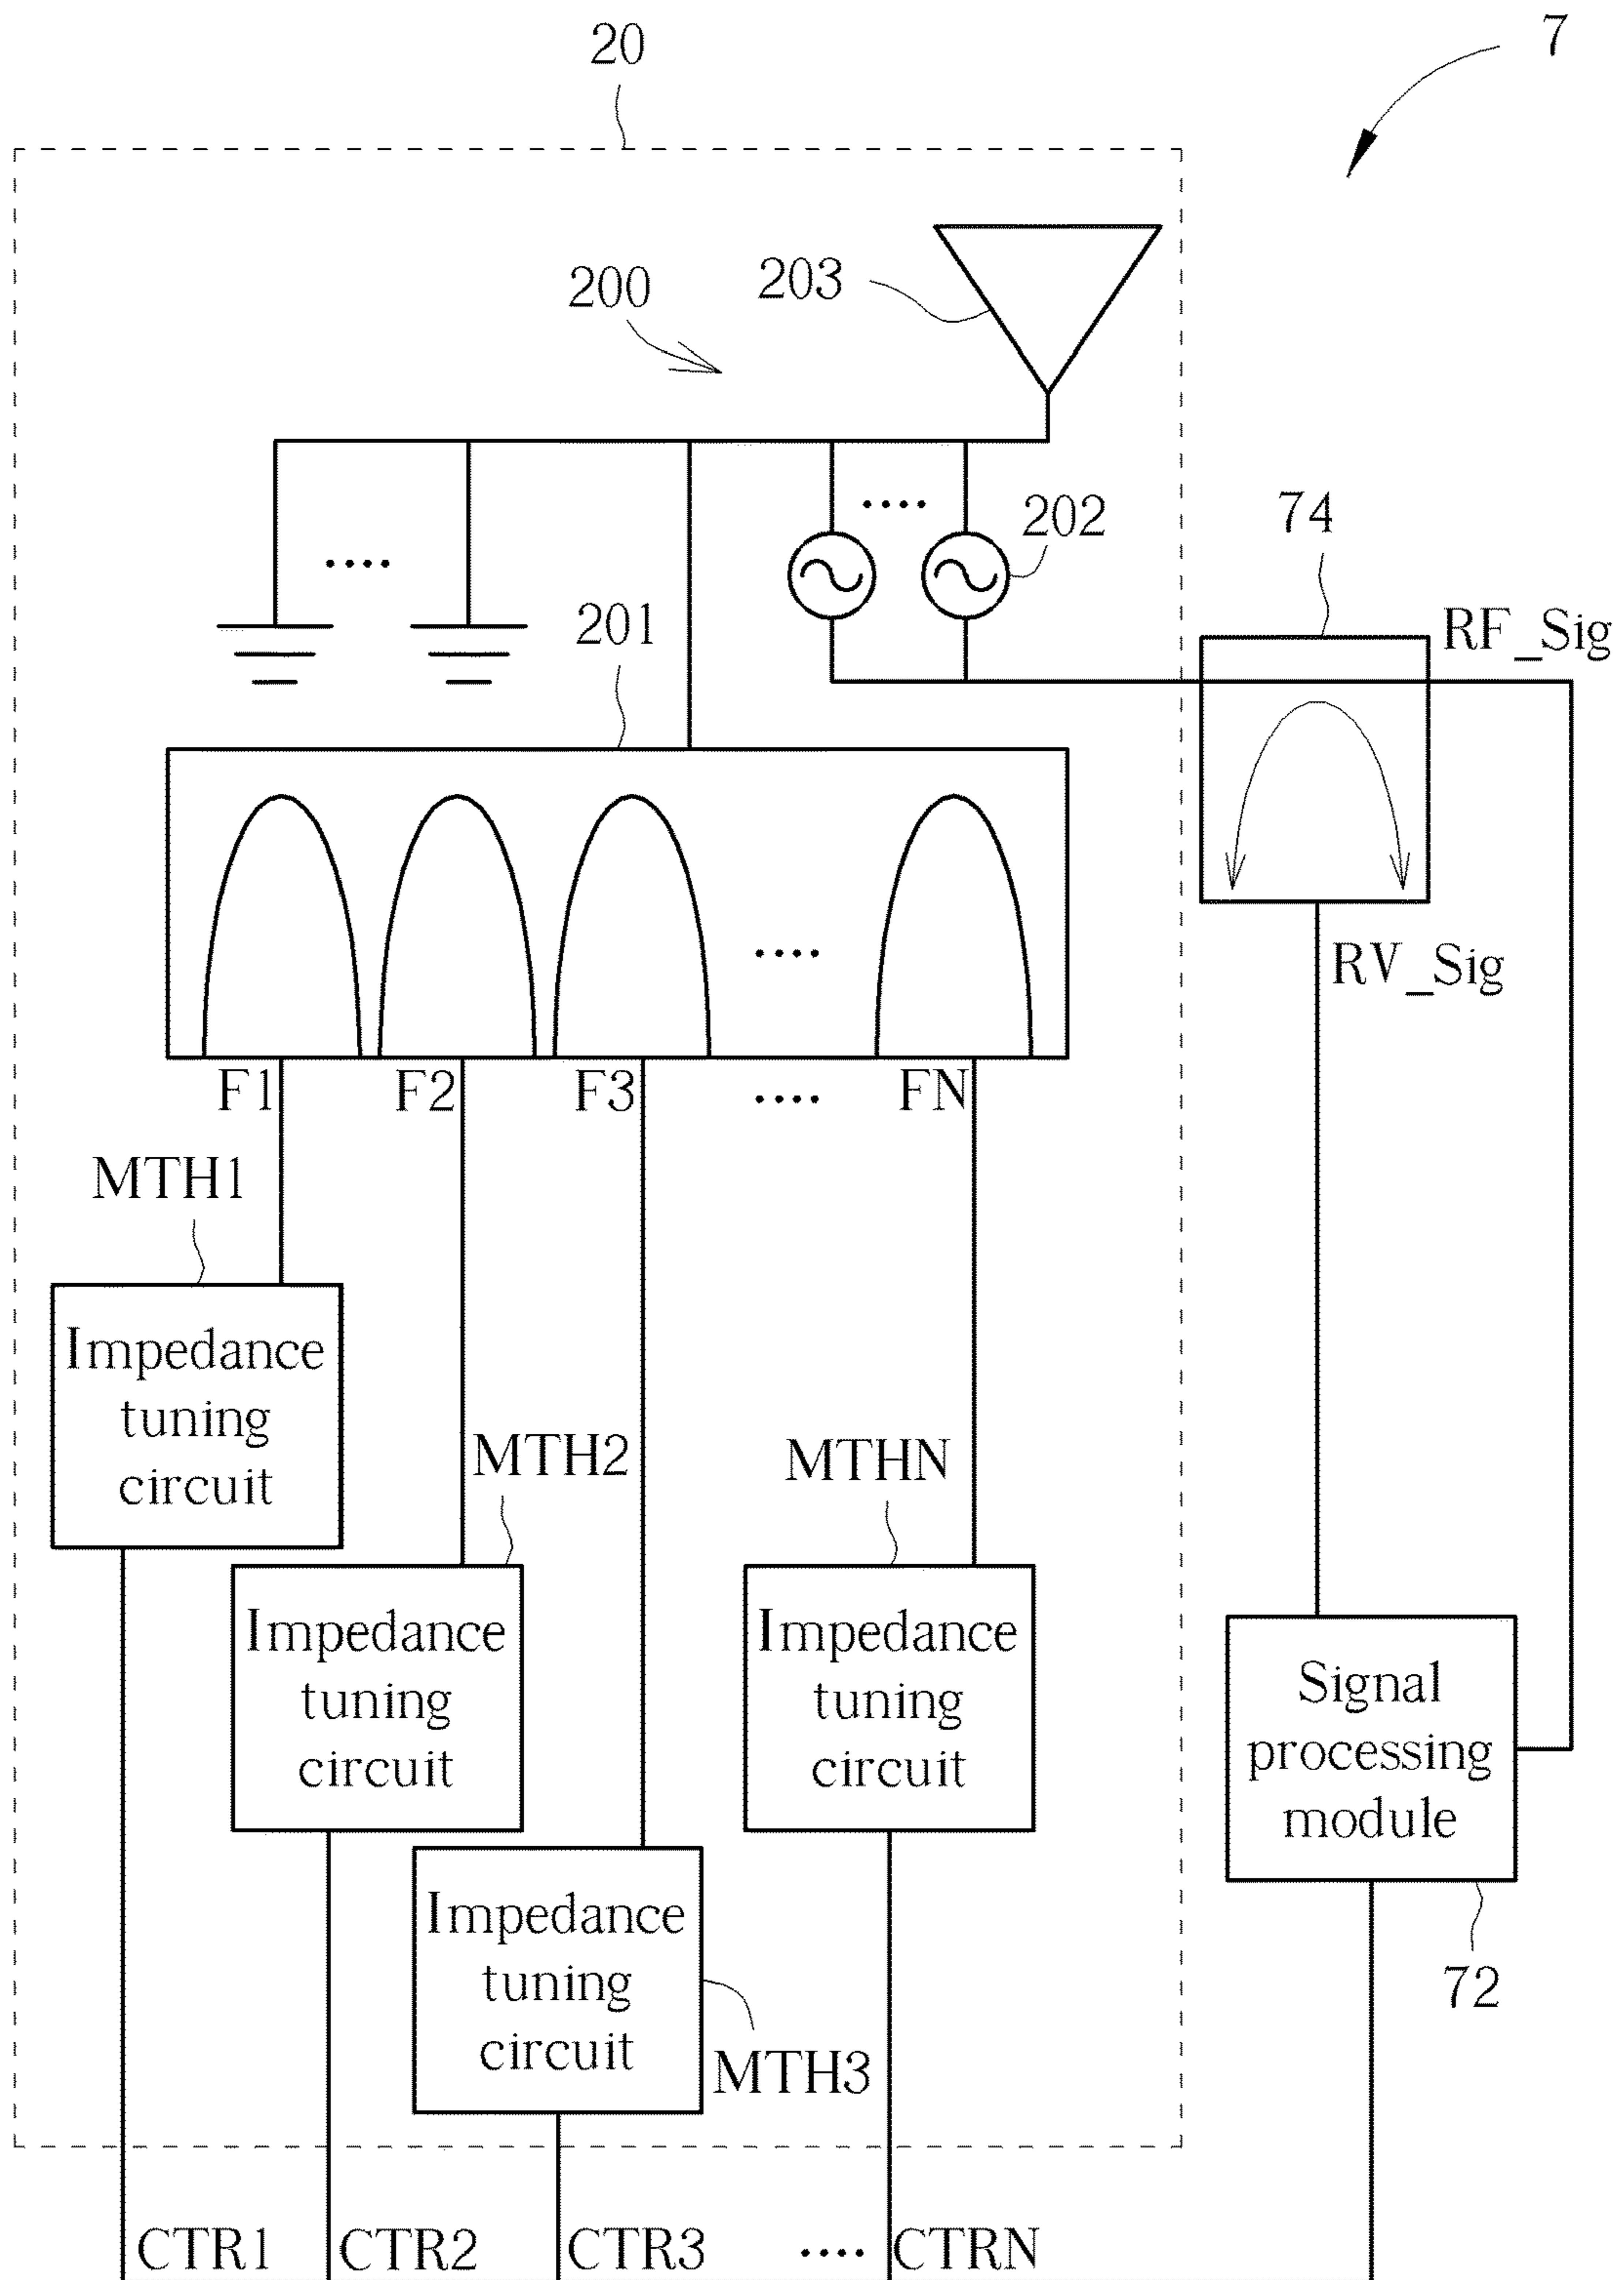 7
20
203
200
202
74
201
RF_Sig
RV_Sig
F1 F2 F3 .... FN
MTH1
Impedance
tuning
circuit
MTH2
MTHN
Impedance
tuning
circuit
Impedance
tuning
circuit
Signal
processing
module
Impedance
tuning
circuit
72
MTH3
CTR1 CTR2 CTR3 .... CTRN